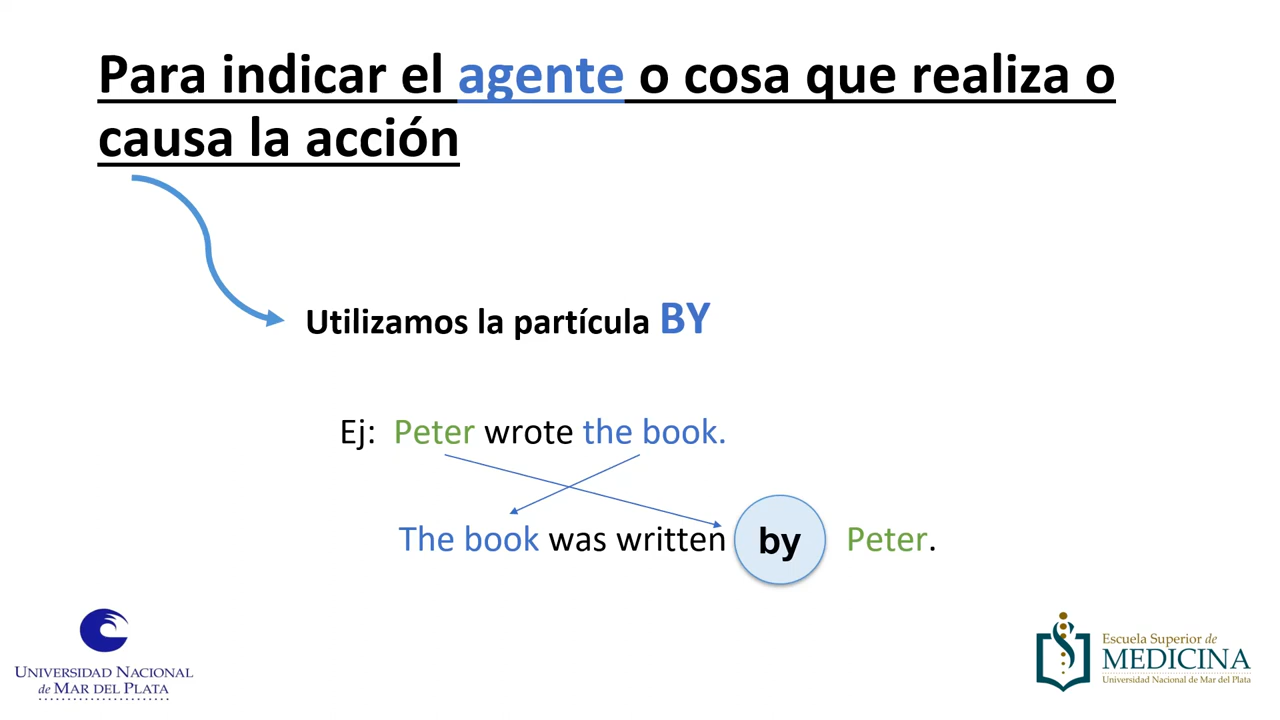 Para indicar el agente o cosa que realiza o
causa la acción
Utilizamos la partícula BY
Ej: Peter wrote the book.
The book was written by Peter.
UNIVERSIDAD NACIONAL
de MAR DEL PLATA
Escuela Superior de
MEDICINA
Universidad Nacional de Mar del Plata